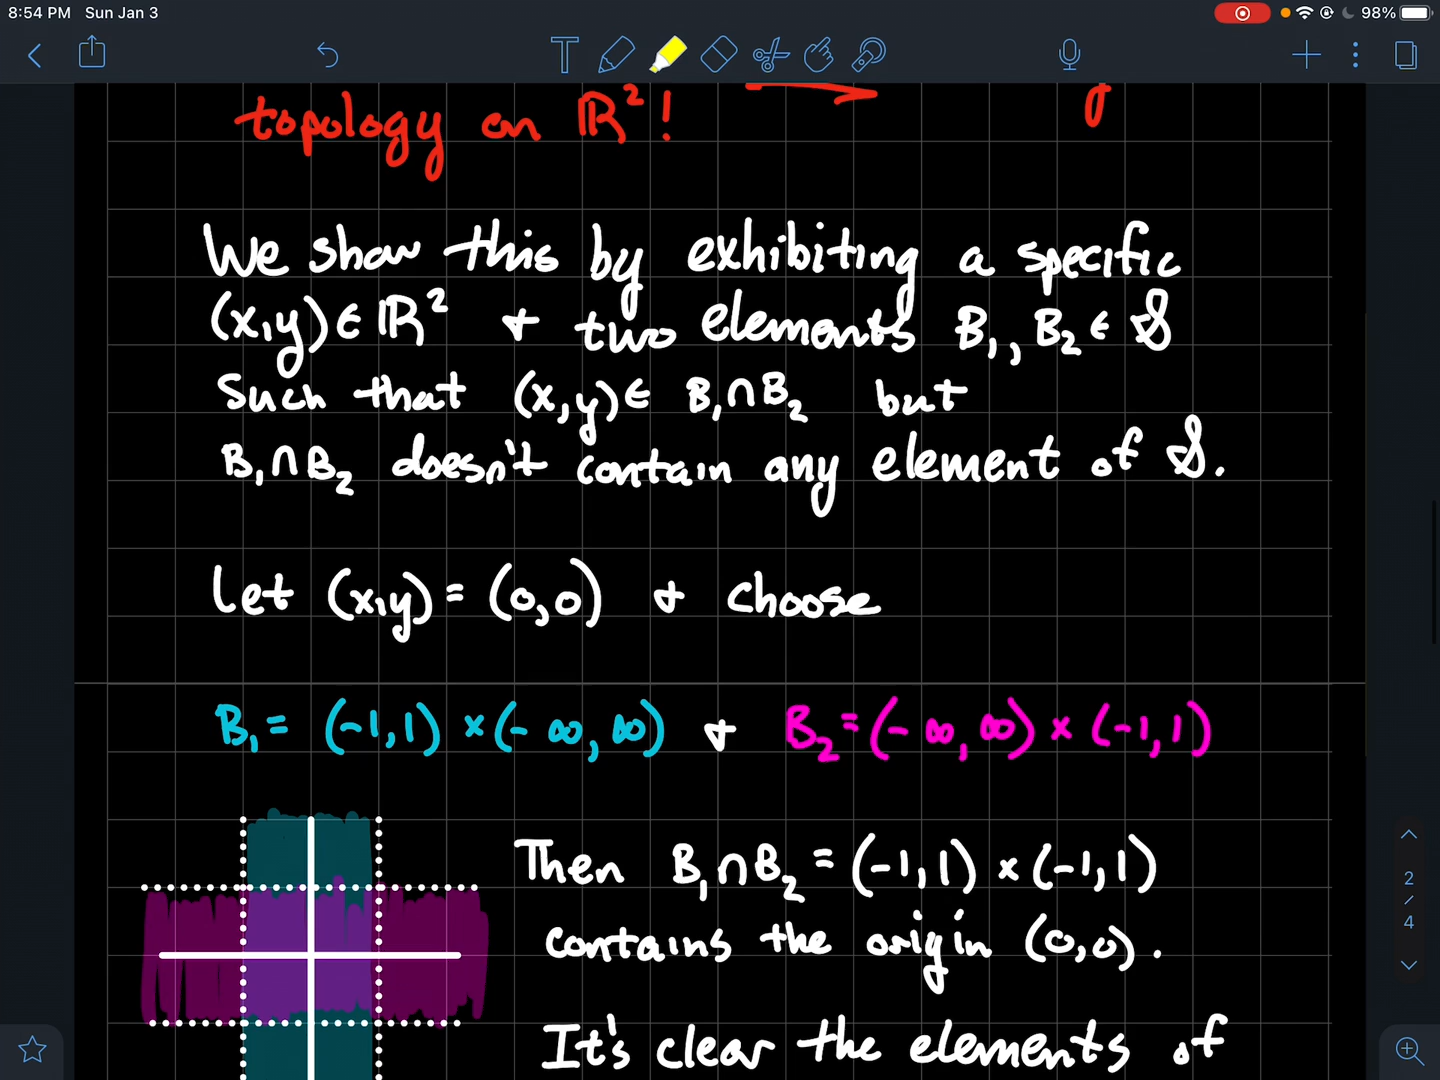 8:54 PM Sun Jan 3 98%
topology on ℝ²!
We show this by exhibiting a specific
(x,y) ∈ ℝ² + two elements B₁, B₂ ∈ 𝒮
Such that (x,y) ∈ B₁∩B₂ but
B₁∩B₂ doesn't contain any element of 𝒮.
Let (x,y) = (0,0) + choose
B₁ = (-1,1) × (-∞,∞) + B₂ = (-∞,∞) × (-1,1)
Then B₁∩B₂ = (-1,1) × (-1,1)
contains the origin (0,0).
It's clear the elements of
2/4